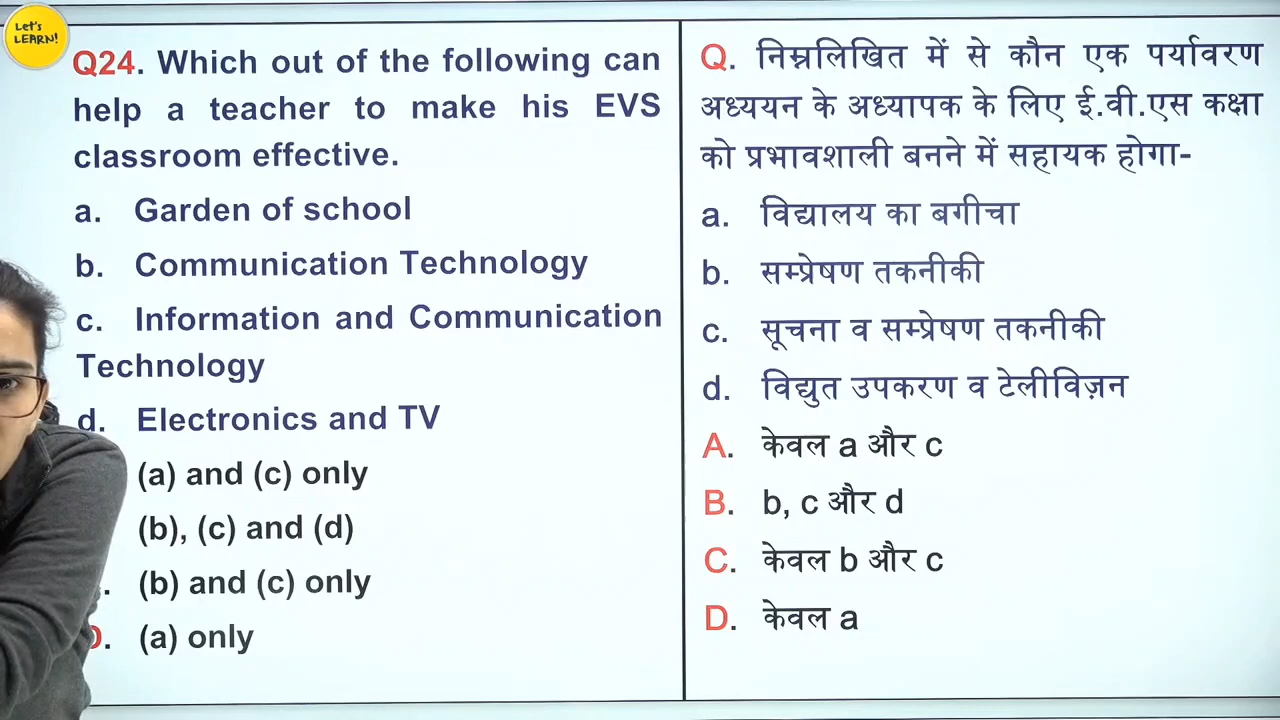 Let's
LEARN!
Q24. Which out of the following can
help a teacher to make his EVS
classroom effective.
a. Garden of school
b. Communication Technology
c. Information and Communication
Technology
d. Electronics and TV
(a) and (c) only
(b), (c) and (d)
. (b) and (c) only
D. (a) only
Q. निम्नलिखित में से कौन एक पर्यावरण
अध्ययन के अध्यापक के लिए ई.वी.एस कक्षा
को प्रभावशाली बनने में सहायक होगा-
a. विद्यालय का बगीचा
b. सम्प्रेषण तकनीकी
c. सूचना व सम्प्रेषण तकनीकी
d. विद्युत उपकरण व टेलीविज़न
A. केवल a और c
B. b, c और d
C. केवल b और c
D. केवल a